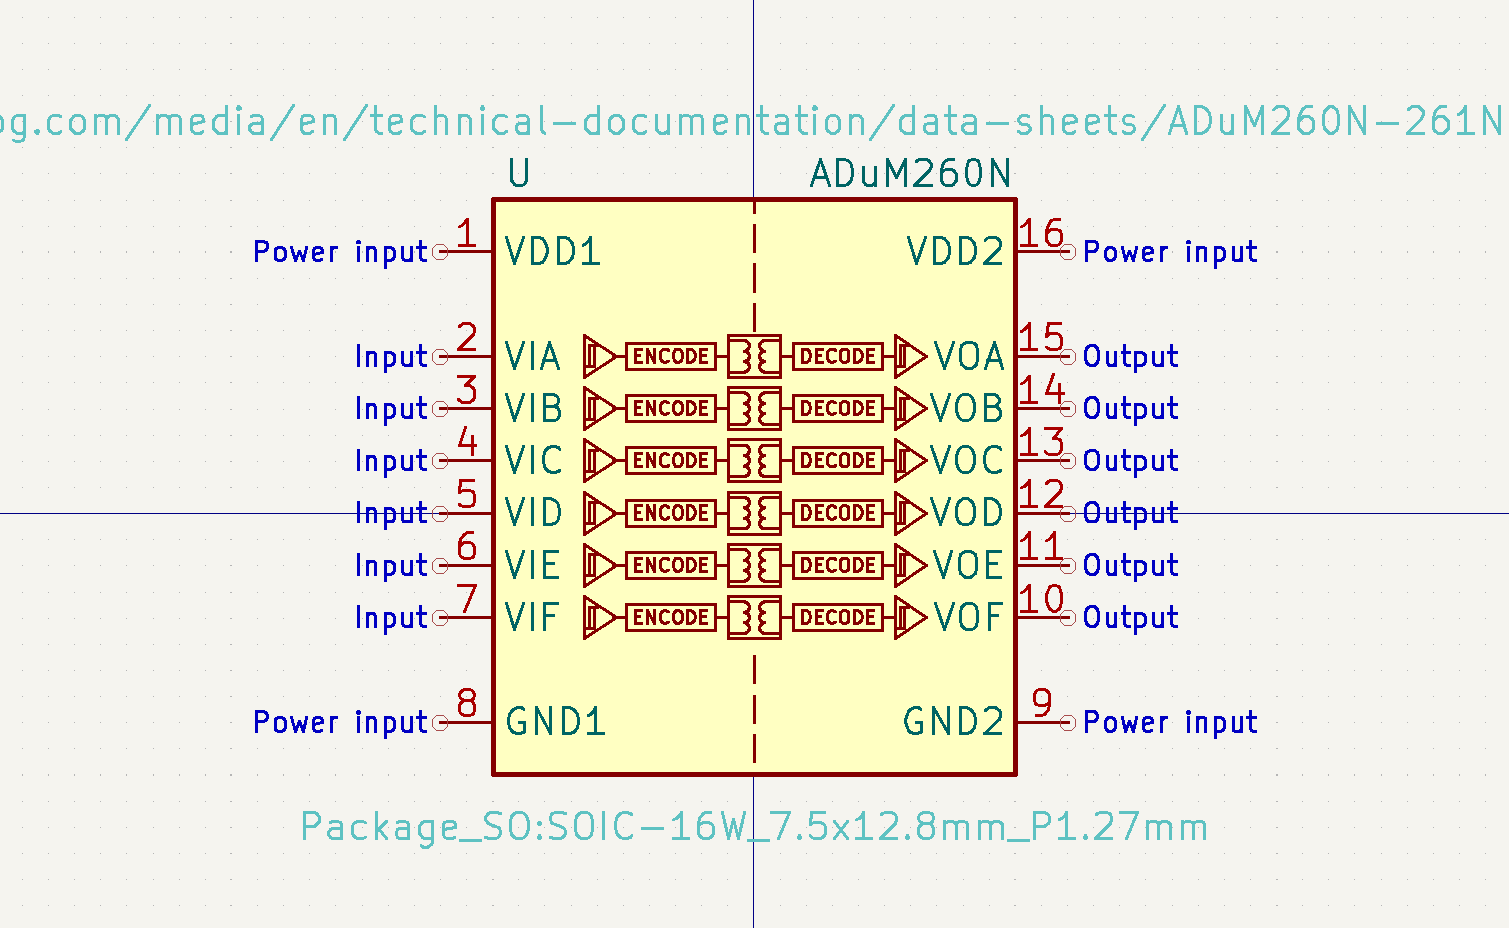 og.com/media/en/technical-documentation/data-sheets/ADuM260N-261N
U ADuM260N
Power input 1 VDD1 VDD2 16 Power input
Input 2 VIA ENCODE DECODE VOA 15 Output
Input 3 VIB ENCODE DECODE VOB 14 Output
Input 4 VIC ENCODE DECODE VOC 13 Output
Input 5 VID ENCODE DECODE VOD 12 Output
Input 6 VIE ENCODE DECODE VOE 11 Output
Input 7 VIF ENCODE DECODE VOF 10 Output
Power input 8 GND1 GND2 9 Power input
Package_SO:SOIC-16W_7.5x12.8mm_P1.27mm